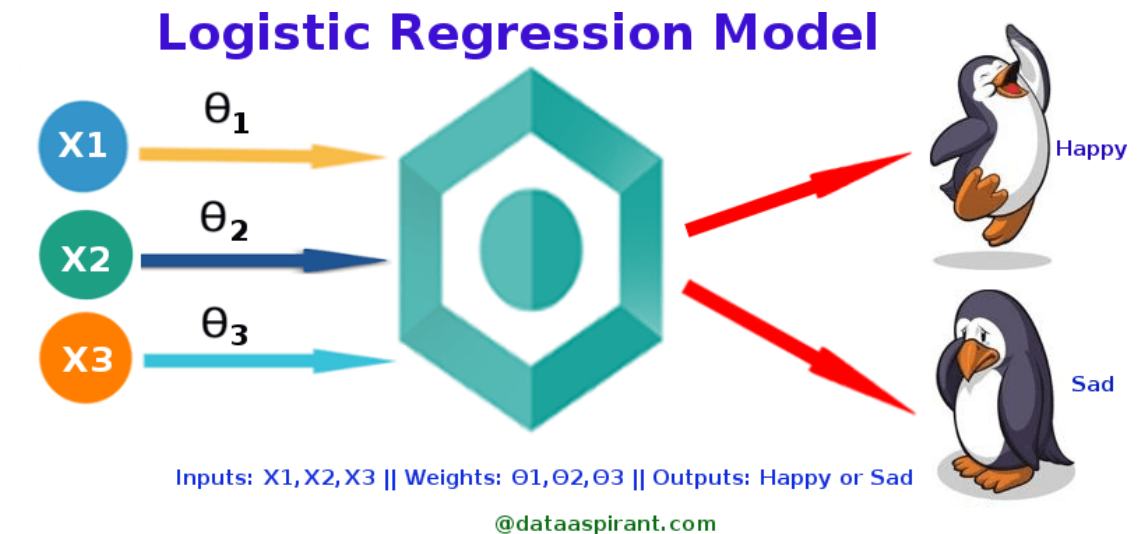 Logistic Regression Model
X1
θ1
Happy
X2
θ2
X3
θ3
Sad
Inputs: X1,X2,X3 || Weights: Θ1,Θ2,Θ3 || Outputs: Happy or Sad
@dataaspirant.com